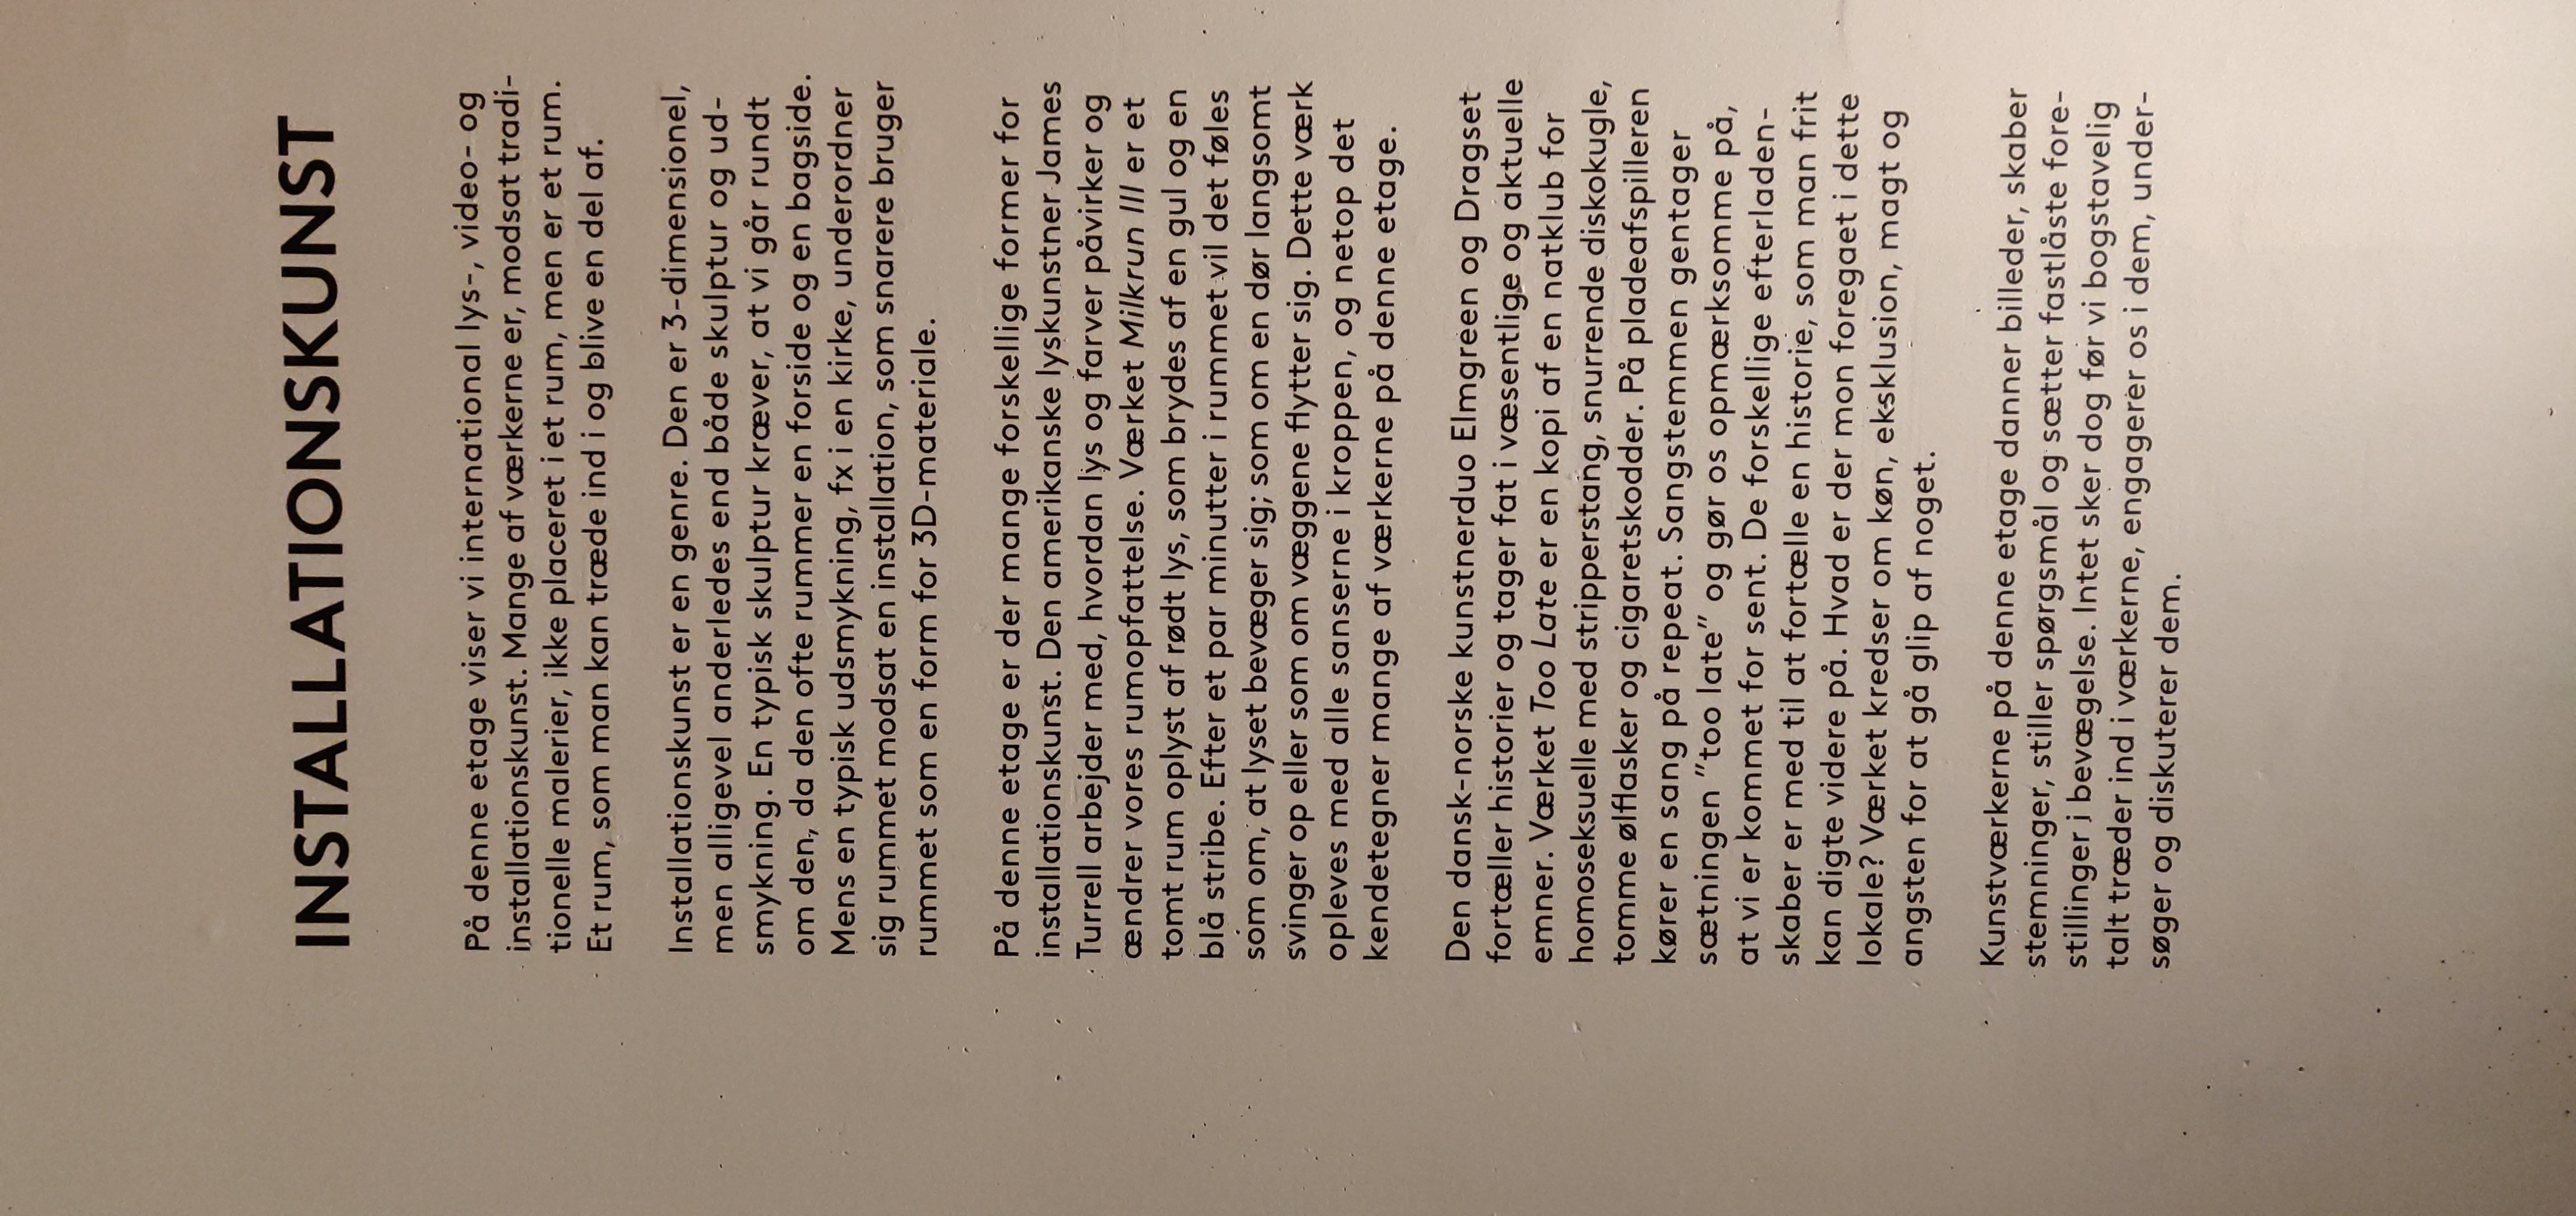 INSTALLATIONSKUNST
På denne etage viser vi international lys-, video- og
installationskunst. Mange af værkerne er, modsat tradi-
tionelle malerier, ikke placeret i et rum, men er et rum.
Et rum, som man kan træde ind i og blive en del af.
Installationskunst er en genre. Den er 3-dimensionel,
men alligevel anderledes end både skulptur og ud-
smykning. En typisk skulptur kræver, at vi går rundt
om den, da den ofte rummer en forside og en bagside.
Mens en typisk udsmykning, fx i en kirke, underordner
sig rummet modsat en installation, som snarere bruger
rummet som en form for 3D-materiale.
På denne etage er der mange forskellige former for
installationskunst. Den amerikanske lyskunstner James
Turrell arbejder med, hvordan lys og farver påvirker og
ændrer vores rumopfattelse. Værket Milkrun III er et
tomt rum oplyst af rødt lys, som brydes af en gul og en
blå stribe. Efter et par minutter i rummet vil det føles
som om, at lyset bevæger sig; som om en dør langsomt
svinger op eller som om væggene flytter sig. Dette værk
opleves med alle sanserne i kroppen, og netop det
kendetegner mange af værkerne på denne etage.
Den dansk-norske kunstnerduo Elmgreen og Dragset
fortæller historier og tager fat i væsentlige og aktuelle
emner. Værket Too Late er en kopi af en natklub for
homoseksuelle med stripperstang, snurrende diskokugle,
tomme ølflasker og cigaretskodder. På pladeafspilleren
kører en sang på repeat. Sangstemmen gentager
sætningen "too late" og gør os opmærksomme på,
at vi er kommet for sent. De forskellige efterladen-
skaber er med til at fortælle en historie, som man frit
kan digte videre på. Hvad er der mon foregaet i dette
lokale? Værket kredser om køn, eksklusion, magt og
angsten for at gå glip af noget.
Kunstværkerne på denne etage danner billeder, skaber
stemninger, stiller spørgsmål og sætter fastlåste fore-
stillinger i bevægelse. Intet sker dog før vi bogstavelig
talt træder ind i værkerne, engagerer os i dem, under-
søger og diskuterer dem.